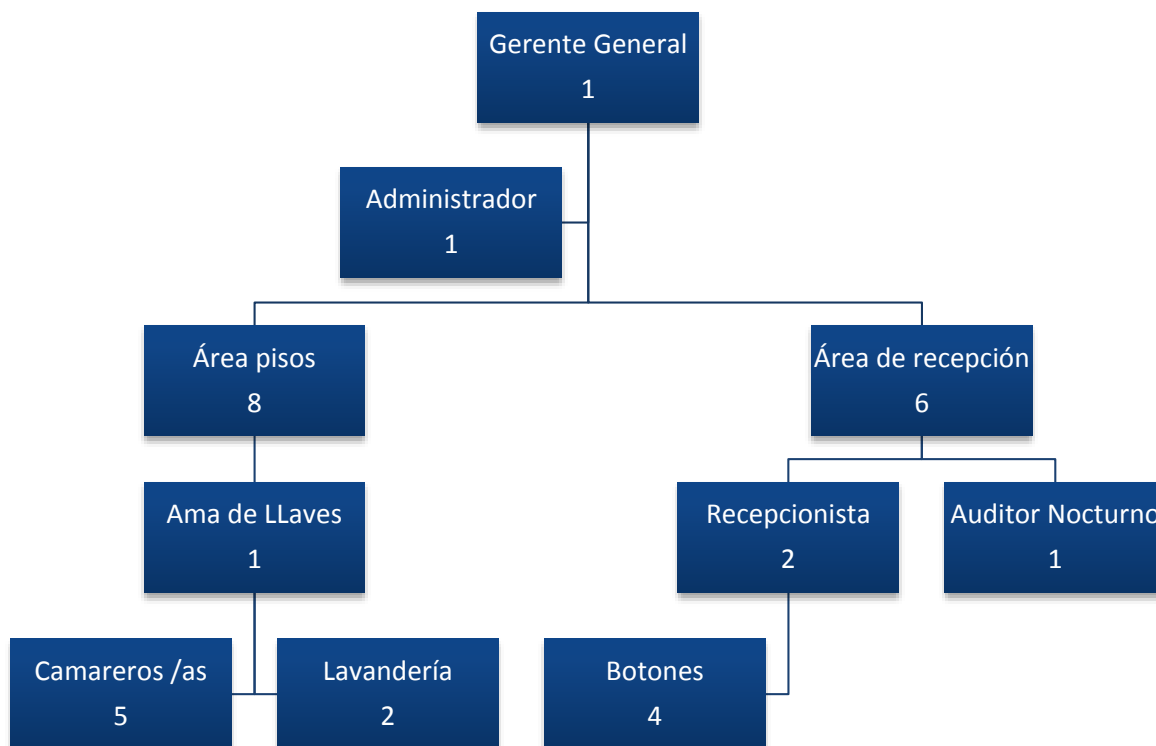 Gerente General
1
Administrador
1
Área pisos
8
Área de recepción
6
Ama de LLaves
1
Recepcionista
2
Auditor Nocturno
1
Camareros /as
5
Lavandería
2
Botones
4